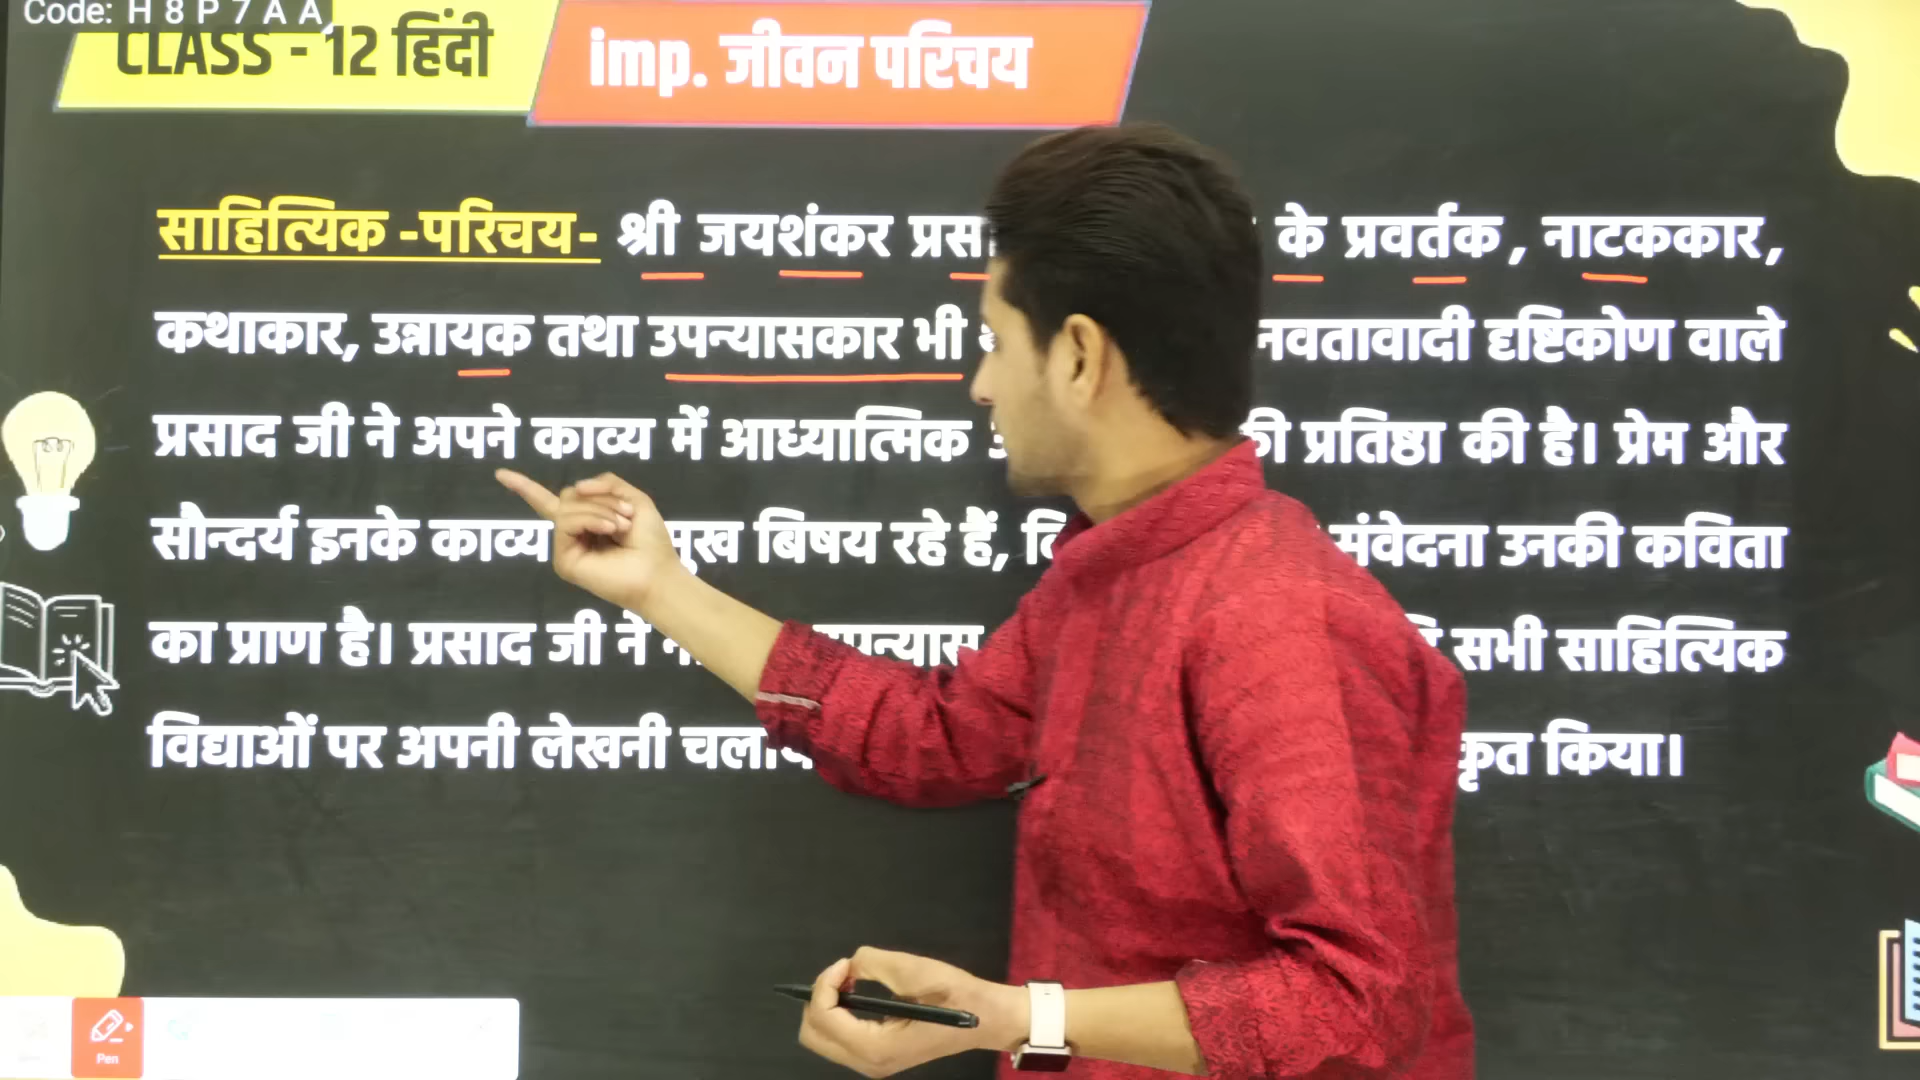 Code: H 8 P 7 A A
CLASS - 12 हिंदी
imp. जीवन परिचय
साहित्यिक -परिचय- श्री जयशंकर के प्रवर्तक, नाटककार,
कथाकार, उन्नायक तथा उपन्यासकार भी दृष्टिकोण वाले
प्रसाद जी ने अपने काव्य में आध्यात्मिक की प्रतिष्ठा की है। प्रेम और
सौन्दर्य इनके काव्य बिषय रहे हैं, संवेदना उनकी कविता
का प्राण है। प्रसाद जी ने सभी साहित्यिक
विद्याओं पर अपनी लेखनी किया।
Pen